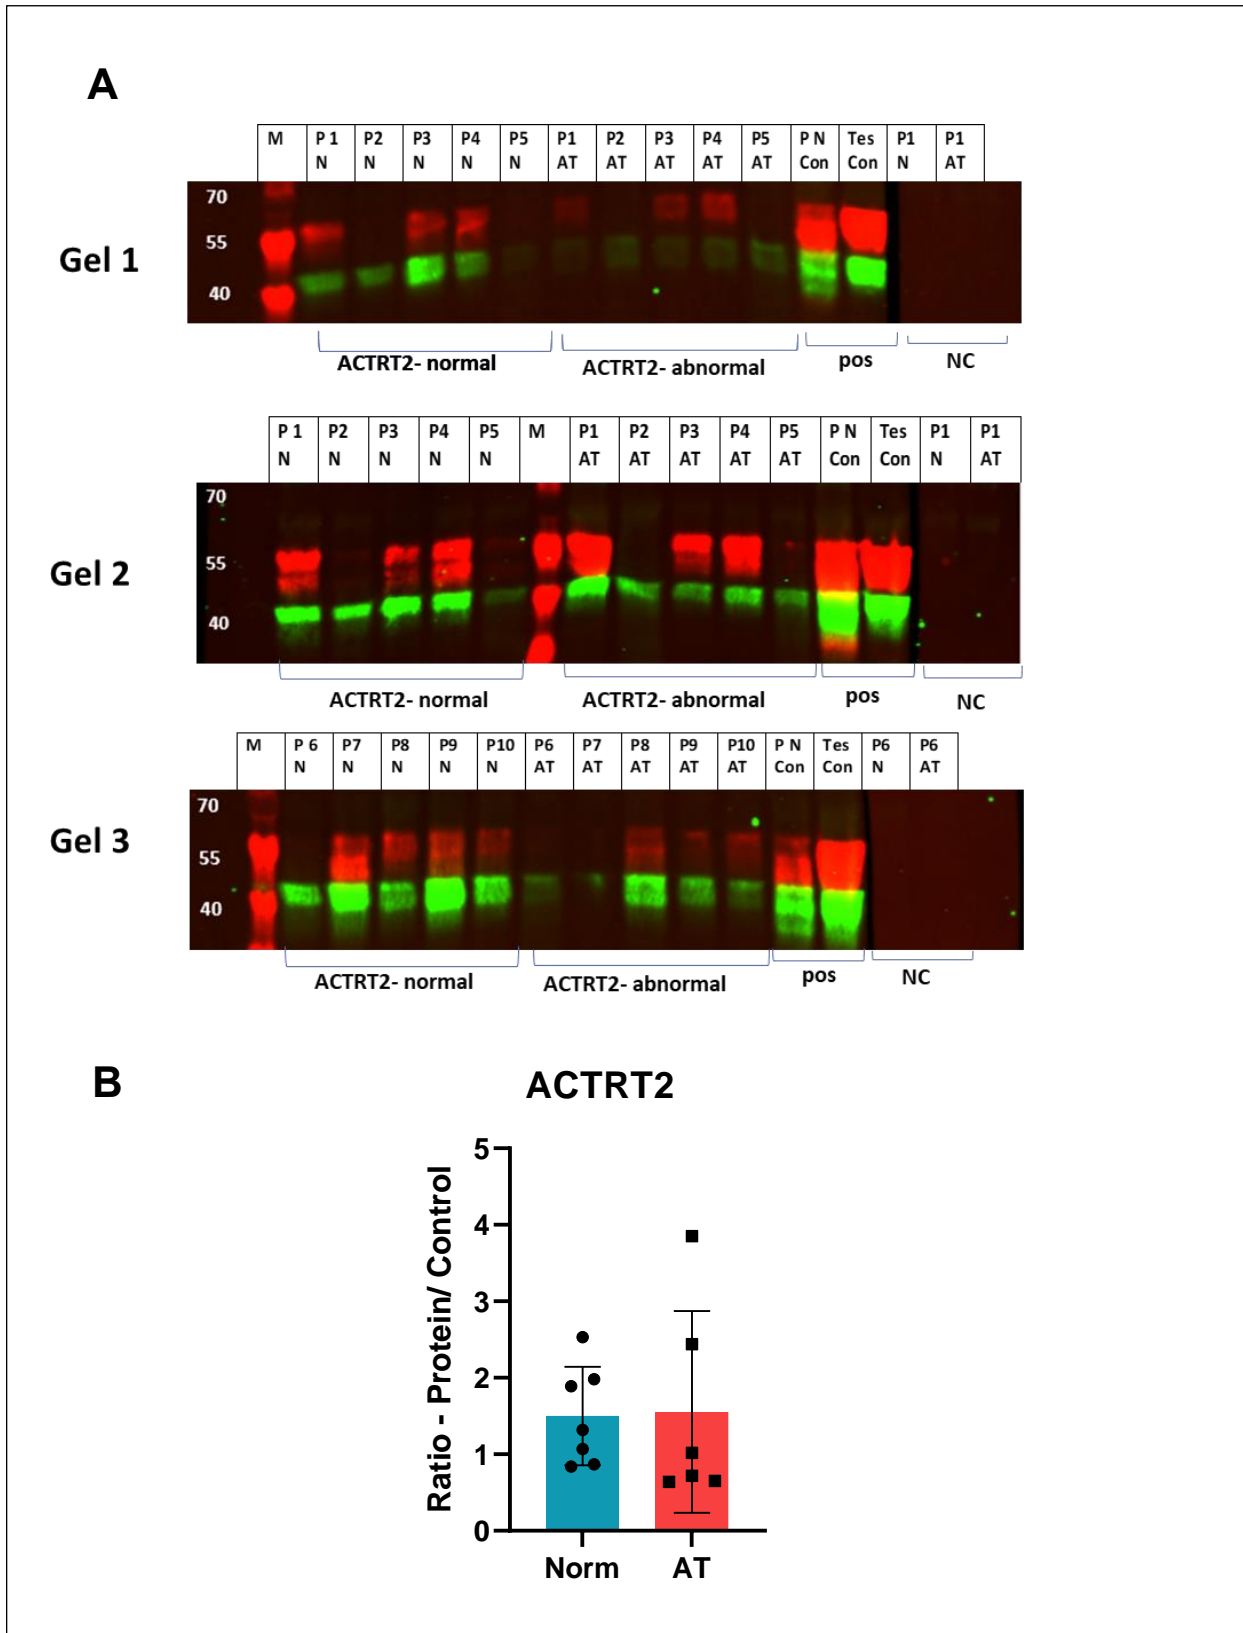 A
M P 1 P2 P3 P4 P5 P1 P2 P3 P4 P5 P N Tes P1 P1
N N N N N AT AT AT AT AT Con Con N AT
70
55
40
Gel 1
ACTRT2- normal ACTRT2- abnormal pos NC
P 1 P2 P3 P4 P5 M P1 P2 P3 P4 P5 P N Tes P1 P1
N N N N N AT AT AT AT AT Con Con N AT
70
55
40
Gel 2
ACTRT2- normal ACTRT2- abnormal pos NC
M P 6 P7 P8 P9 P10 P6 P7 P8 P9 P10 P N Tes P6 P6
N N N N N AT AT AT AT AT Con Con N AT
70
55
40
Gel 3
ACTRT2- normal ACTRT2- abnormal pos NC
B
ACTRT2
Ratio - Protein/ Control
5
4
3
2
1
0
Norm AT